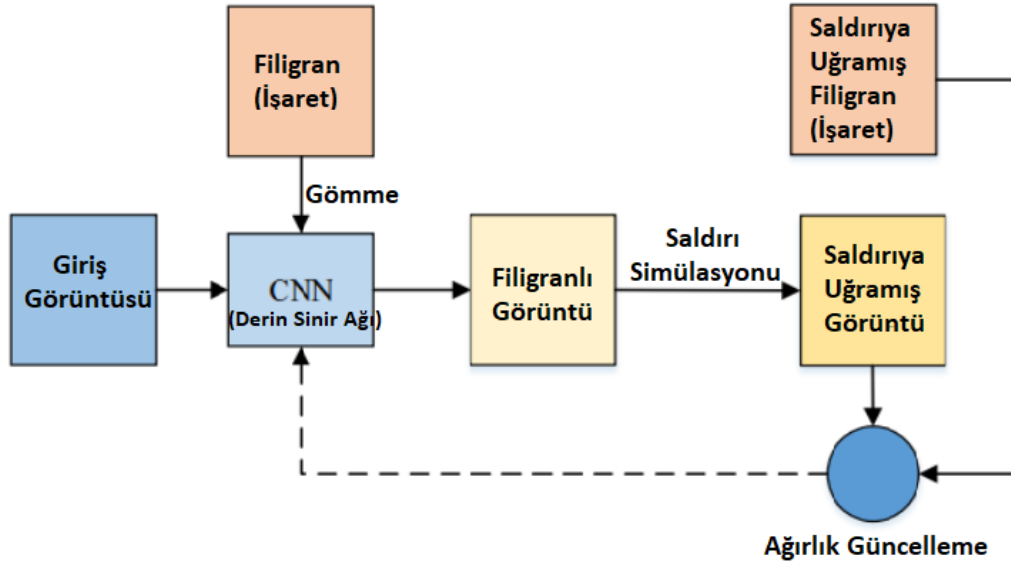 Filigran
(İşaret)
Saldırıya
Uğramış
Filigran
(İşaret)
Gömme
Giriş
Görüntüsü
CNN
(Derin Sinir Ağı)
Filigranlı
Görüntü
Saldırı
Simülasyonu
Saldırıya
Uğramış
Görüntü
Ağırlık Güncelleme